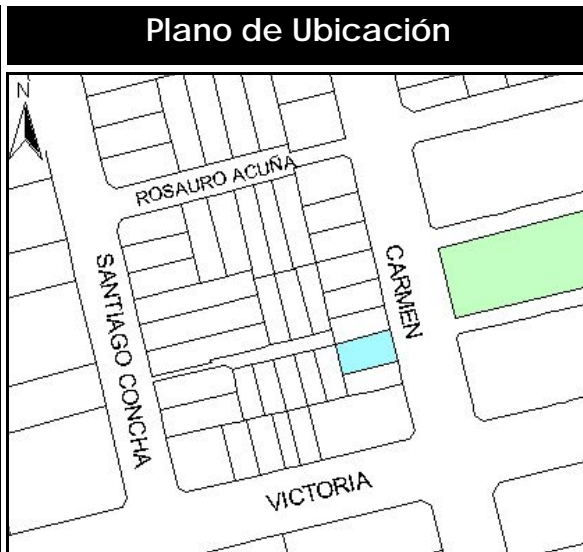 Plano de Ubicación
N
ROSAURO ACUÑA
SANTIAGO CONCHA
CARMEN
VICTORIA